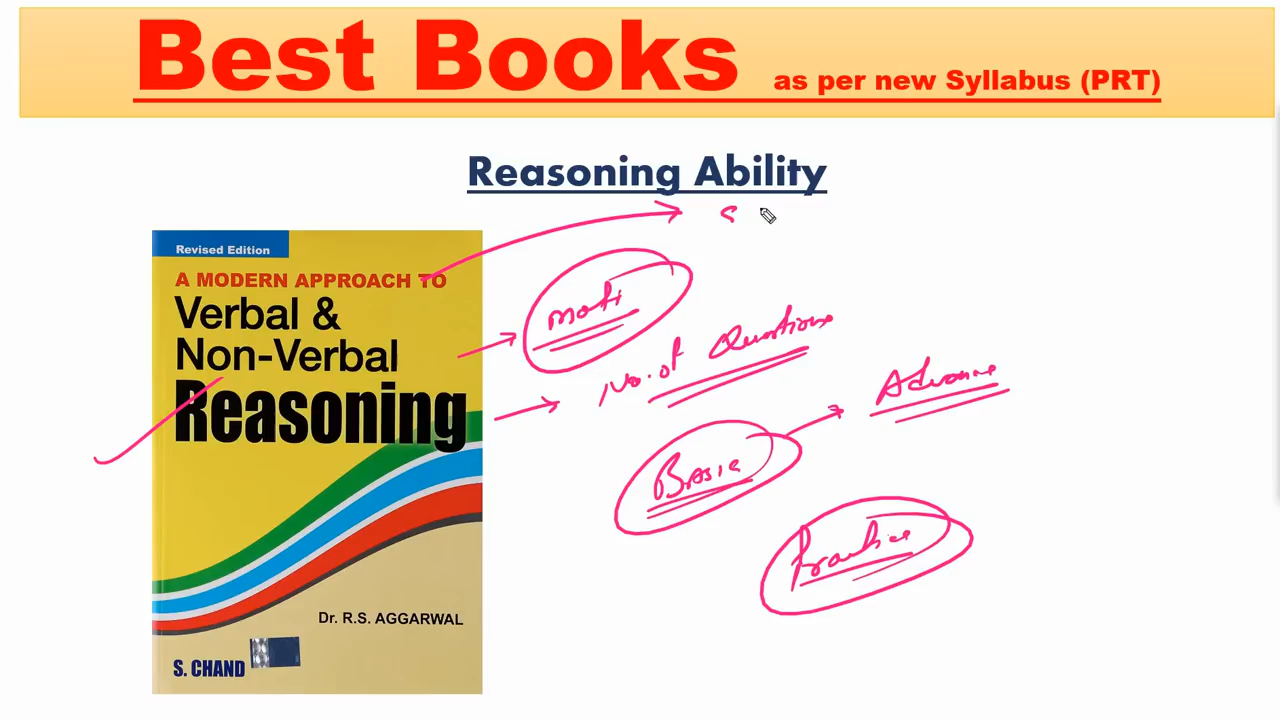 Best Books as per new Syllabus (PRT)
Reasoning Ability
Revised Edition
A MODERN APPROACH TO
Verbal &
Non-Verbal
Reasoning
Dr. R.S. AGGARWAL
S. CHAND
S
Moti
No. of Questions
Advance
Basic
Practice